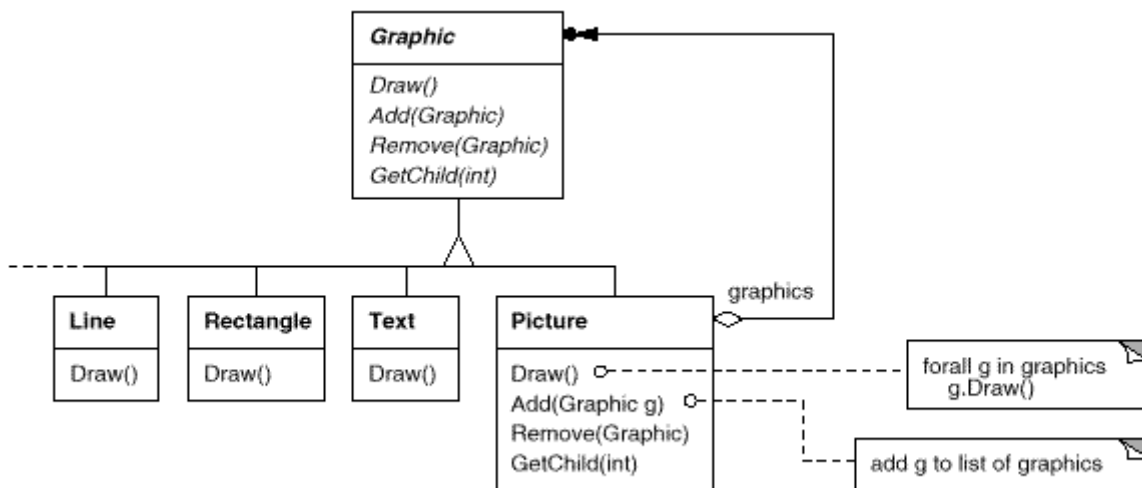 Graphic
Draw()
Add(Graphic)
Remove(Graphic)
GetChild(int)
graphics
Line
Draw()
Rectangle
Draw()
Text
Draw()
Picture
Draw()
Add(Graphic g)
Remove(Graphic)
GetChild(int)
forall g in graphics
g.Draw()
add g to list of graphics